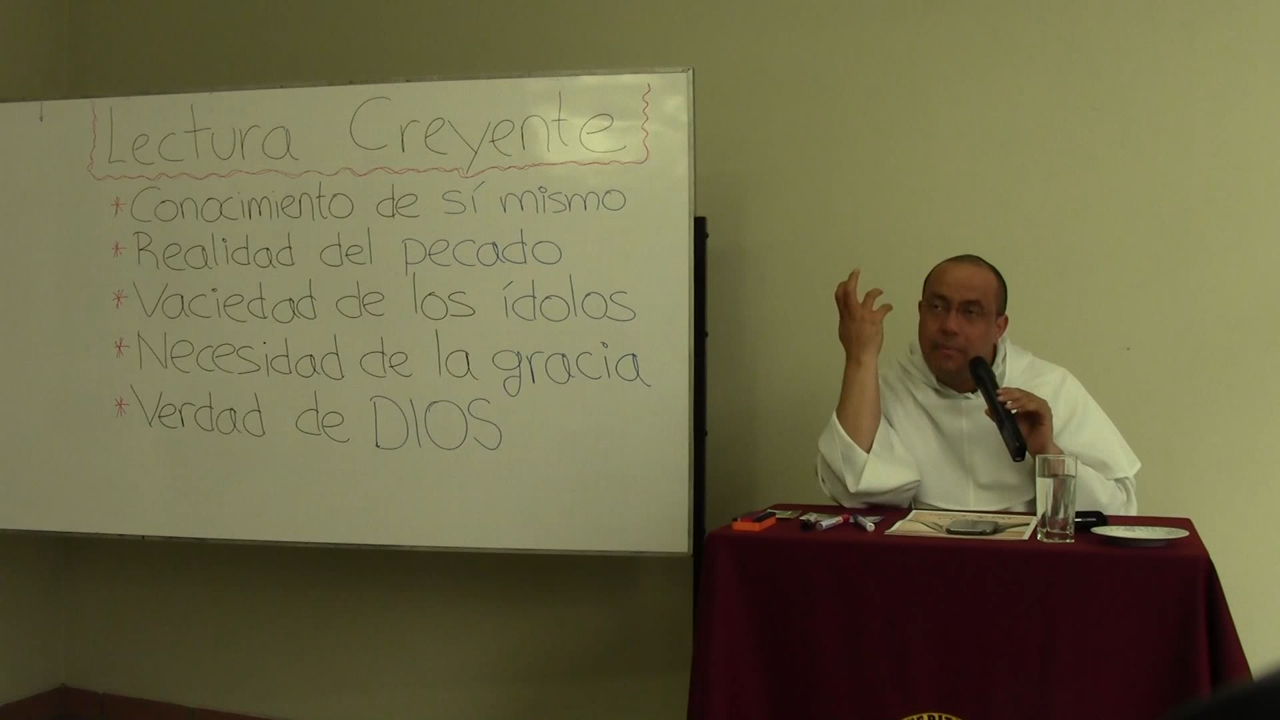 Lectura Creyente
* Conocimiento de sí mismo
* Realidad del pecado
* Vaciedad de los ídolos
* Necesidad de la gracia
* Verdad de DIOS